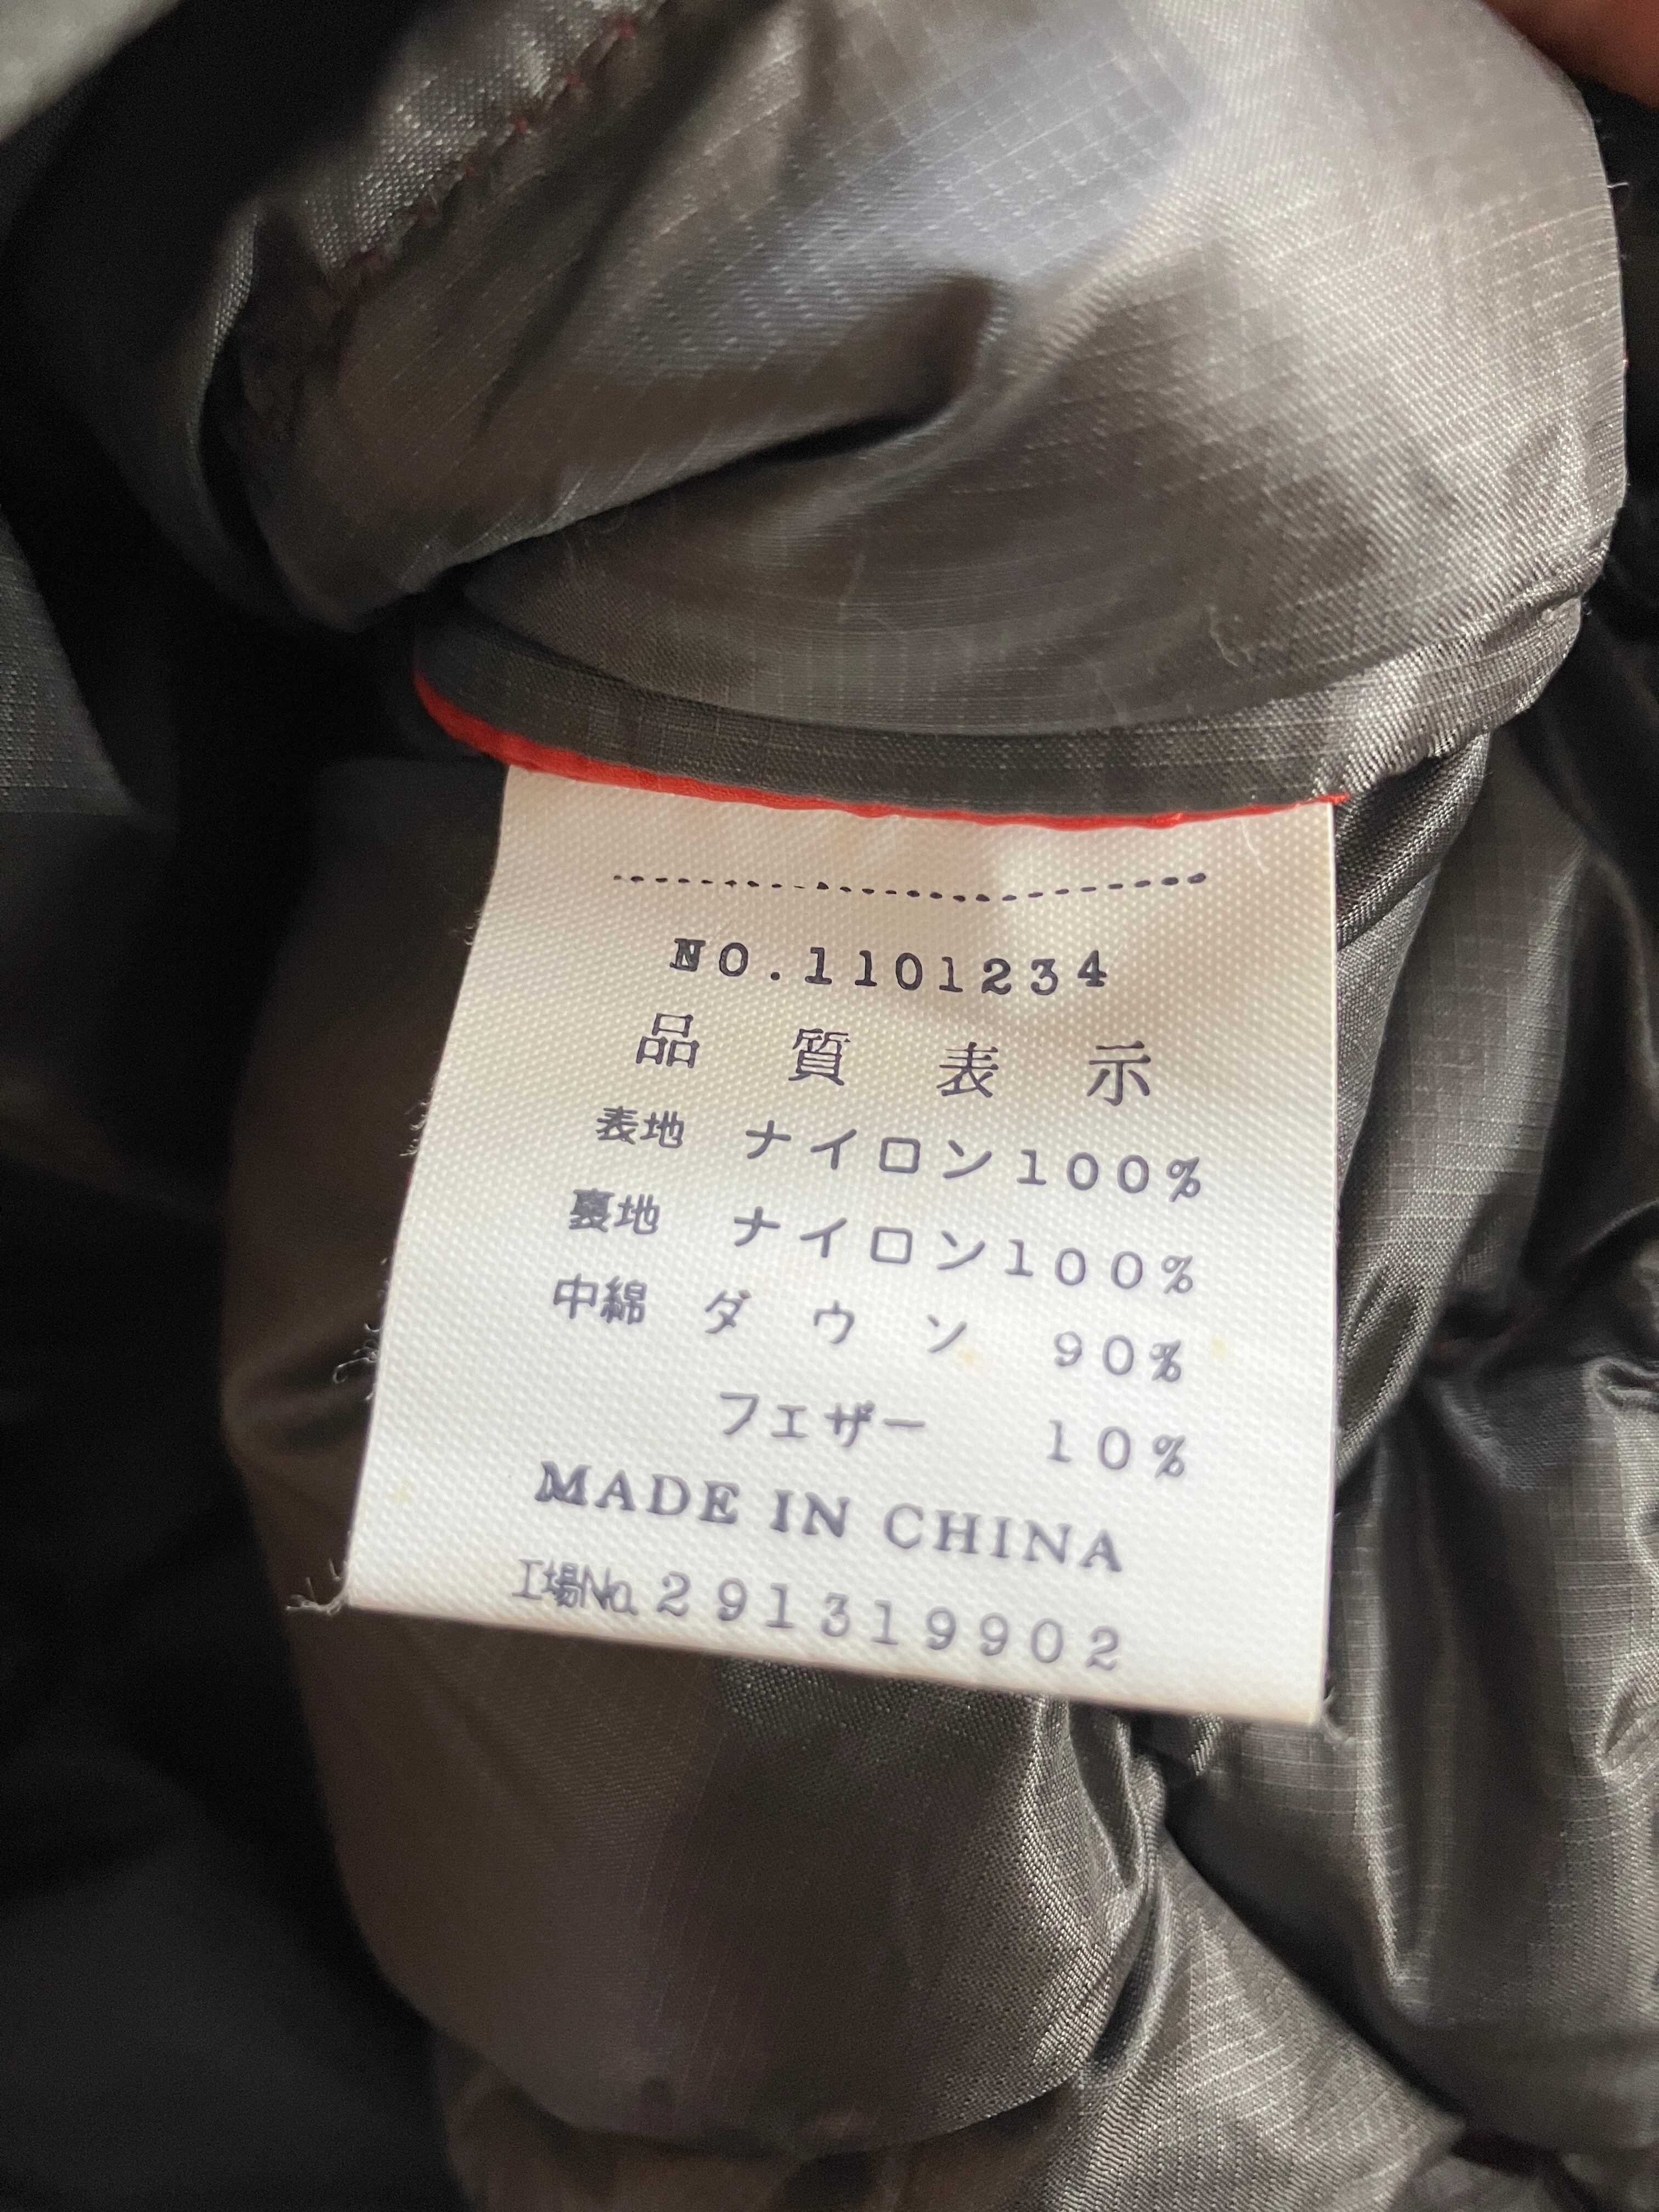 NO.1101234
品質表示
表地 ナイロン100%
裏地 ナイロン100%
中綿 ダウン 90%
フェザー 10%
MADE IN CHINA
工場No.291319902